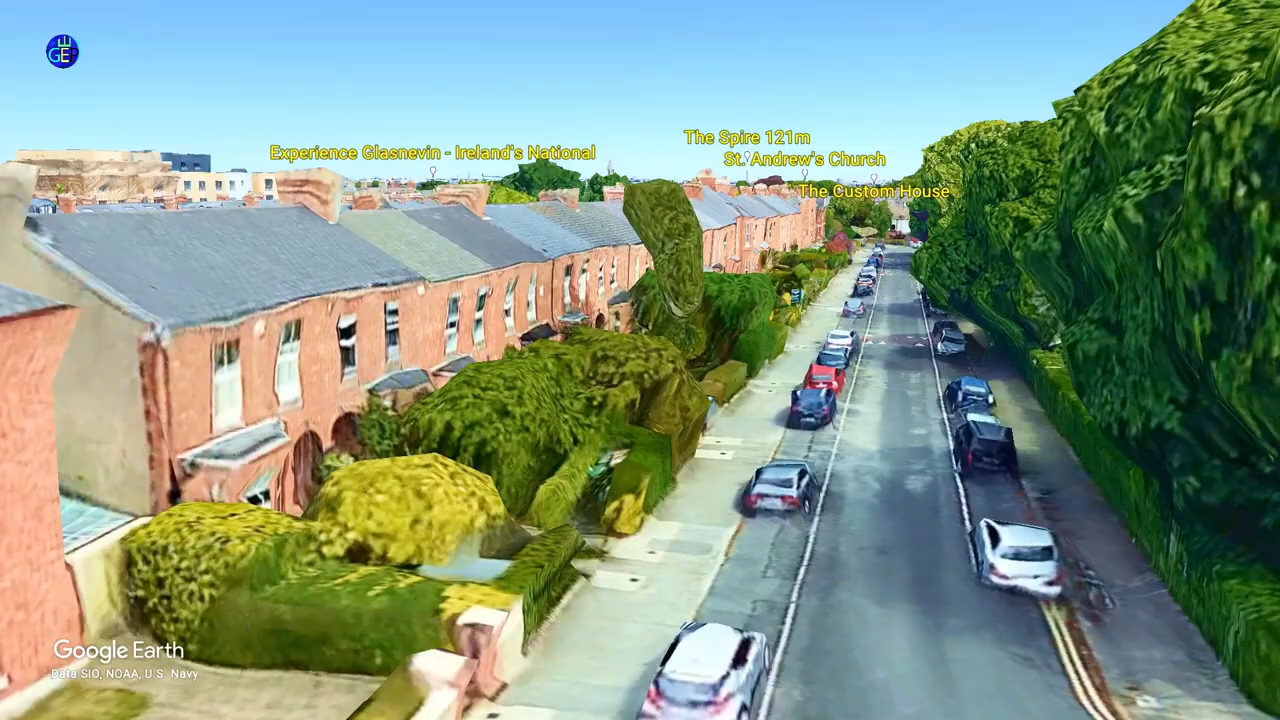 GEP
The Spire 121m
Experience Glasnevin - Ireland's National
St. Andrew's Church
The Custom House
Google Earth
Data SIO, NOAA, U.S. Navy